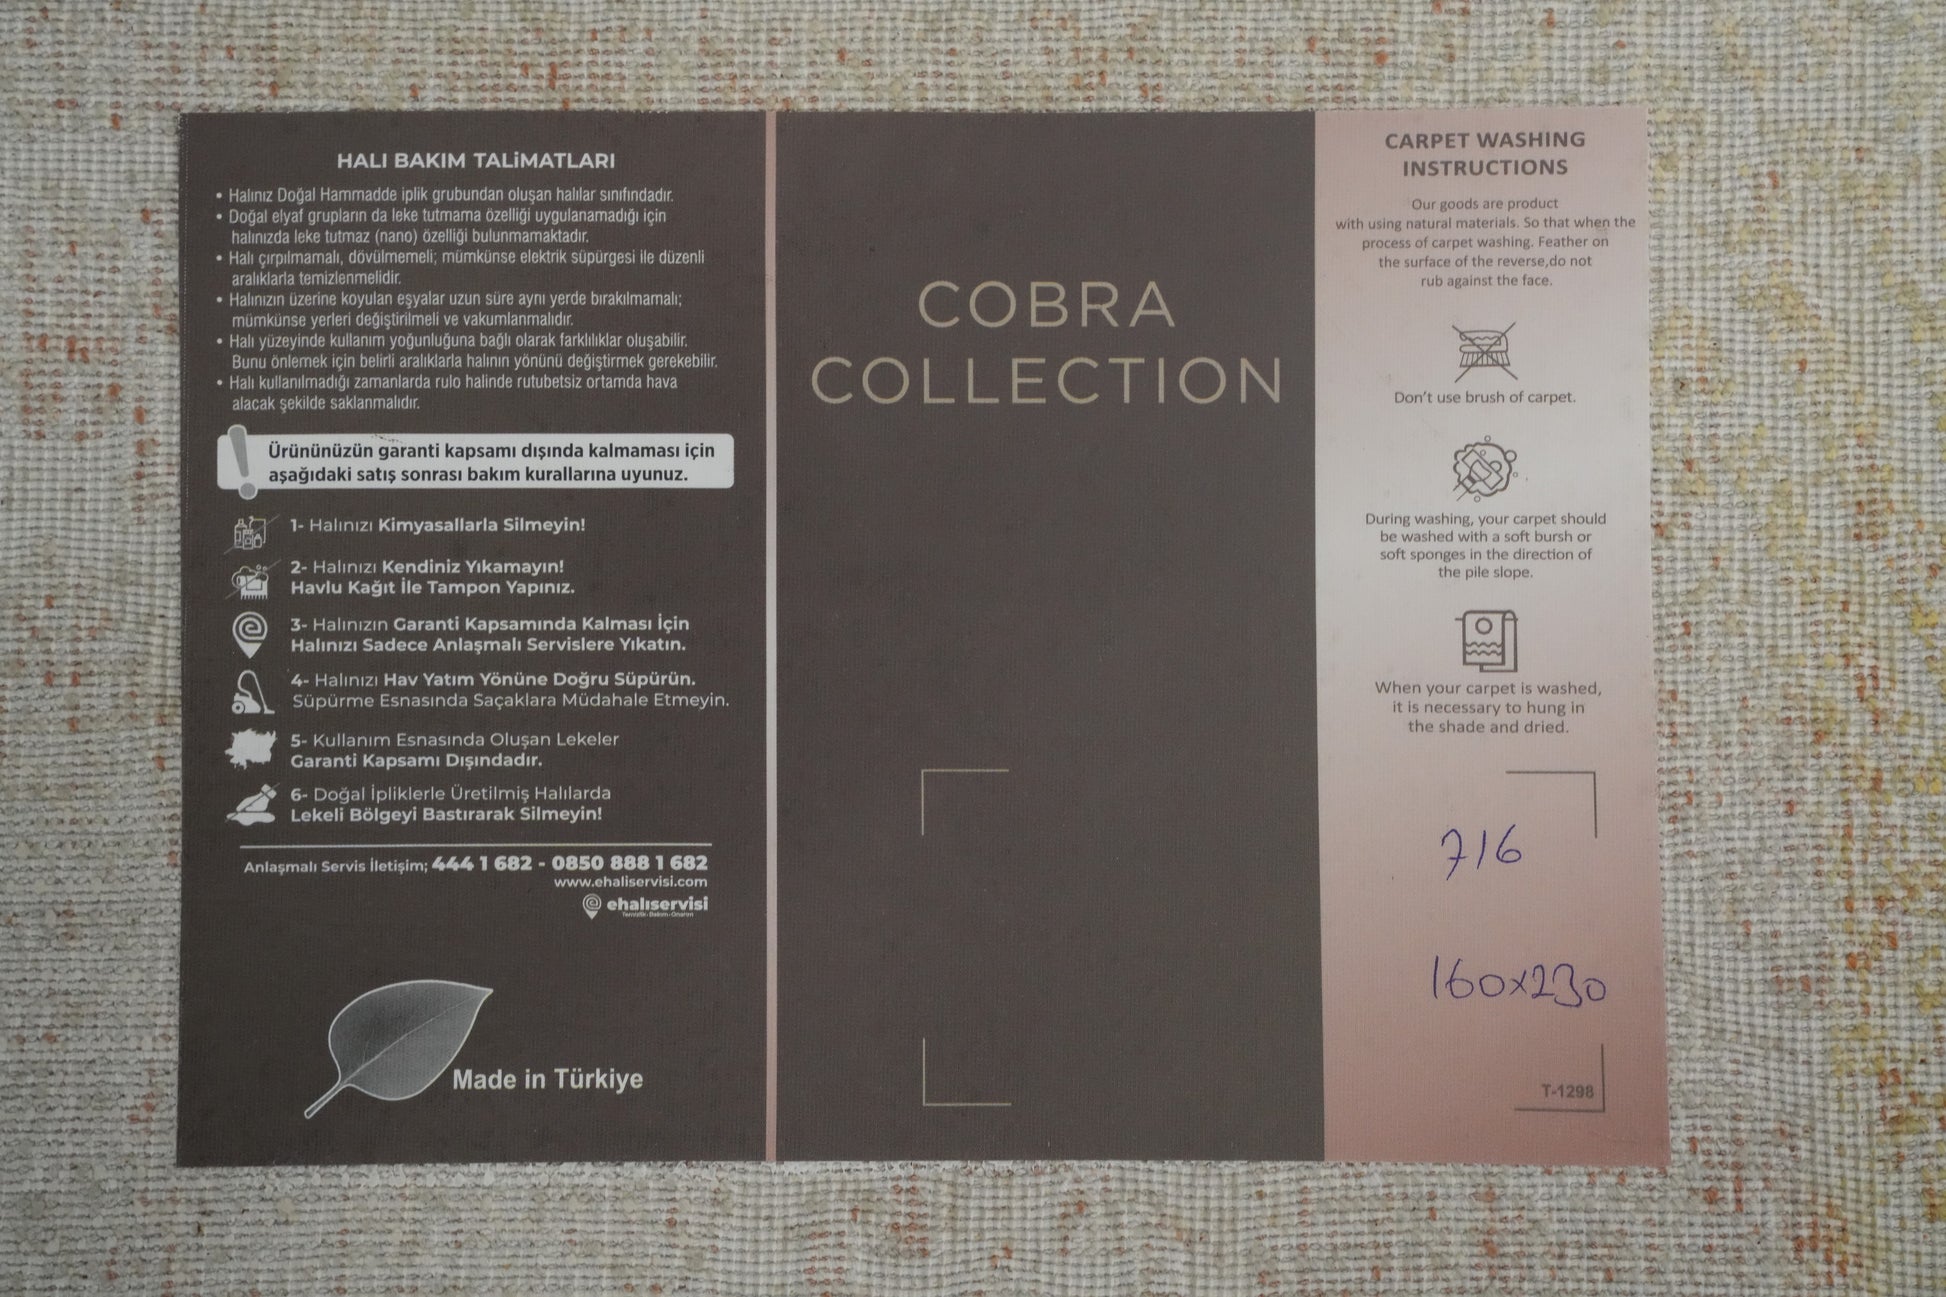 HALI BAKIM TALİMATLARI
• Halınız Doğal Hammadde iplik grubundan oluşan halılar sınıfındadır.
• Doğal elyaf grupların da leke tutmama özelliği uygulanamadığı için
halınızda leke tutmaz (nano) özelliği bulunmamaktadır.
• Halı çırpılmamalı, dövülmemeli; mümkünse elektrik süpürgesi ile düzenli
aralıklarla temizlenmelidir.
• Halınızın üzerine koyulan eşyalar uzun süre aynı yerde bırakılmamalı;
mümkünse yerleri değiştirilmeli ve vakumlanmalıdır.
• Halı yüzeyinde kullanım yoğunluğuna bağlı olarak farklılıklar oluşabilir.
Bunu önlemek için belirli aralıklarla halının yönünü değiştirmek gerekebilir.
• Halı kullanılmadığı zamanlarda rulo halinde rutubetsiz ortamda hava
alacak şekilde saklanmalıdır.
Ürününüzün garanti kapsamı dışında kalmaması için
aşağıdaki satış sonrası bakım kurallarına uyunuz.
1- Halınızı Kimyasallarla Silmeyin!
2- Halınızı Kendiniz Yıkamayın!
Havlu Kağıt İle Tampon Yapınız.
3- Halınızın Garanti Kapsamında Kalması İçin
Halınızı Sadece Anlaşmalı Servislere Yıkatın.
4- Halınızı Hav Yatım Yönüne Doğru Süpürün.
Süpürme Esnasında Saçaklara Müdahale Etmeyin.
5- Kullanım Esnasında Oluşan Lekeler
Garanti Kapsamı Dışındadır.
6- Doğal İpliklerle Üretilmiş Halılarda
Lekeli Bölgeyi Bastırarak Silmeyin!
Anlaşmalı Servis İletişim; 444 1 682 - 0850 888 1 682
www.ehaliservisi.com
ehalıservisi
Temizlik - Bakım - Onarım
Made in Türkiye
COBRA
COLLECTION
CARPET WASHING
INSTRUCTIONS
Our goods are product
with using natural materials. So that when the
process of carpet washing. Feather on
the surface of the reverse,do not
rub against the face.
Don't use brush of carpet.
During washing, your carpet should
be washed with a soft bursh or
soft sponges in the direction of
the pile slope.
When your carpet is washed,
it is necessary to hung in
the shade and dried.
716
160x230
T-1298